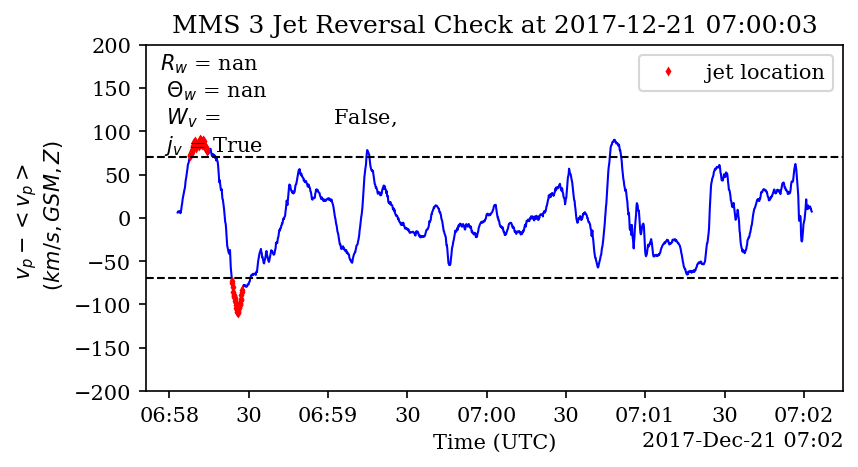 MMS 3 Jet Reversal Check at 2017-12-21 07:00:03
R_w = nan
Θ_w = nan
W_v = False,
j_v = True
jet location
v_p − < v_p >
(km/s, GSM, Z)
200
150
100
50
0
−50
−100
−150
−200
06:58 30 06:59 30 07:00 30 07:01 30 07:02
Time (UTC)
2017-Dec-21 07:02